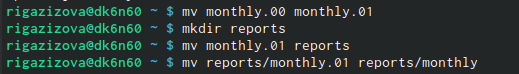 rigazizova@dk6n60 ~ $ mv monthly.00 monthly.01
rigazizova@dk6n60 ~ $ mkdir reports
rigazizova@dk6n60 ~ $ mv monthly.01 reports
rigazizova@dk6n60 ~ $ mv reports/monthly.01 reports/monthly